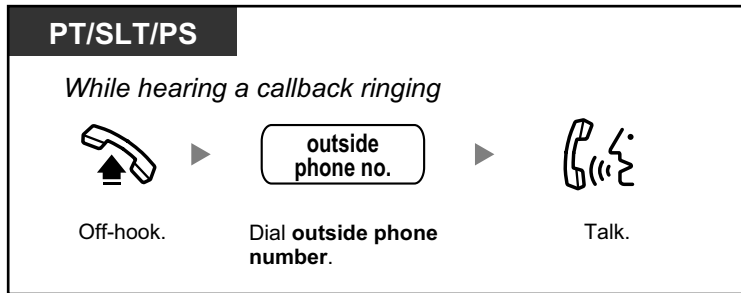 PT/SLT/PS
While hearing a callback ringing
outside
phone no.
Off-hook.
Dial outside phone
number.
Talk.